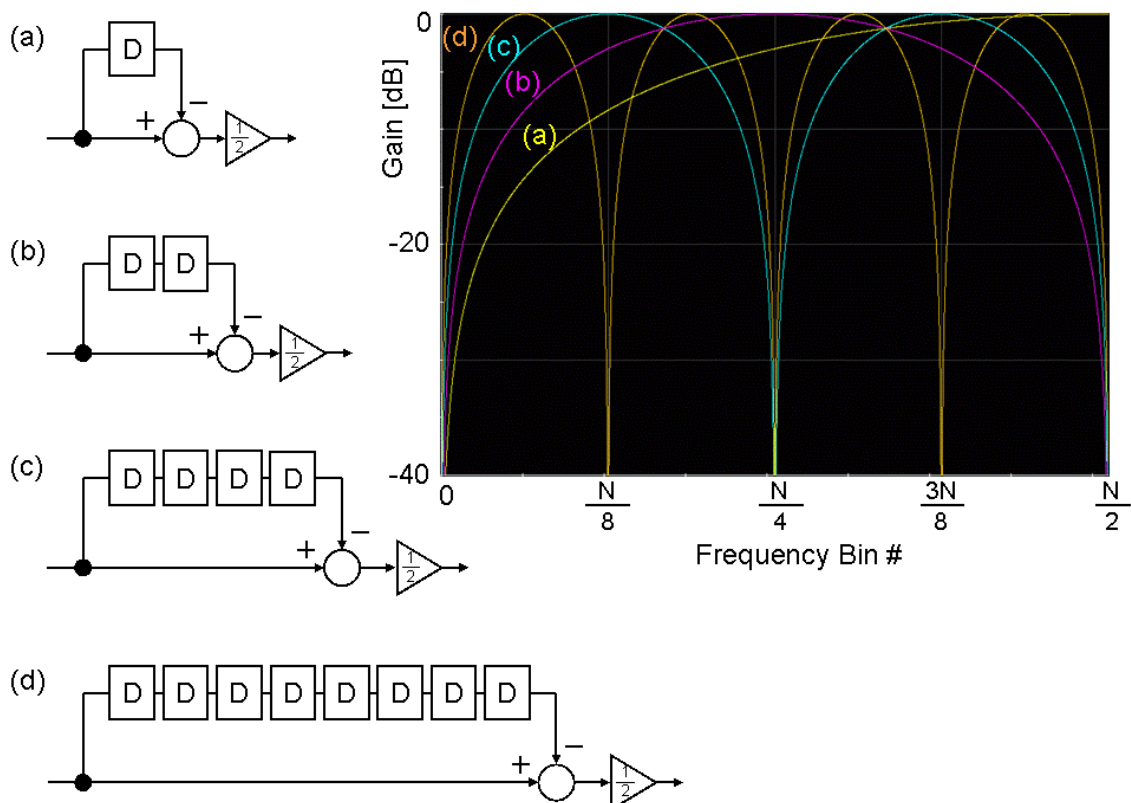 (a)
D
−
+
1/2
(b)
D D
−
+
1/2
(c)
D D D D
−
+
1/2
(d)
D D D D D D D D
−
+
1/2
Gain [dB]
0
-20
-40
(d)
(c)
(b)
(a)
0 N/8 N/4 3N/8 N/2
Frequency Bin #